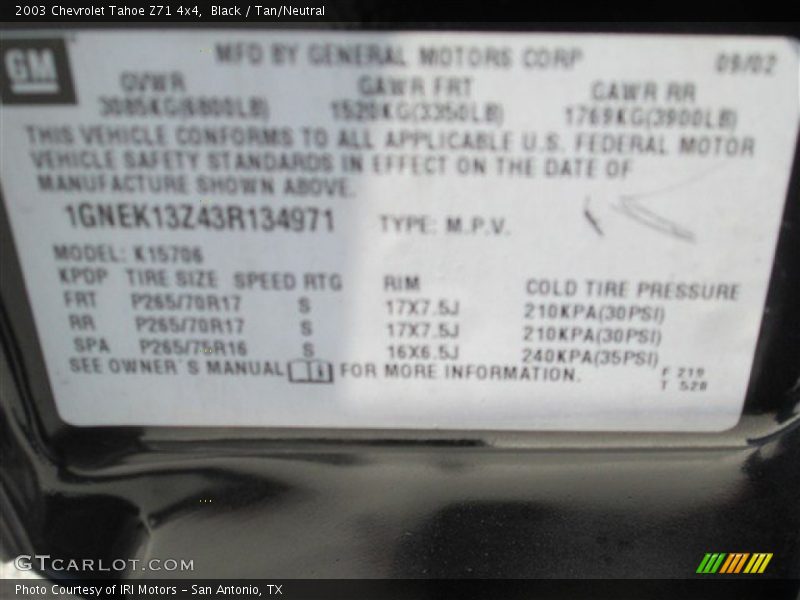 2003 Chevrolet Tahoe Z71 4x4, Black / Tan/Neutral
GM
MFD BY GENERAL MOTORS CORP 09/02
GVWR GAWR FRT GAWR RR
3085KG(6800LB) 1520KG(3350LB) 1769KG(3900LB)
THIS VEHICLE CONFORMS TO ALL APPLICABLE U.S. FEDERAL MOTOR
VEHICLE SAFETY STANDARDS IN EFFECT ON THE DATE OF
MANUFACTURE SHOWN ABOVE.
1GNEK13Z43R134971 TYPE: M.P.V.
MODEL: K15706
KPDP TIRE SIZE SPEED RTG RIM COLD TIRE PRESSURE
FRT P265/70R17 S 17X7.5J 210KPA(30PSI)
RR P265/70R17 S 17X7.5J 210KPA(30PSI)
SPA P265/75R16 S 16X6.5J 240KPA(35PSI)
SEE OWNER'S MANUAL FOR MORE INFORMATION.
F 219
T 528
GTcarlot.com
Photo Courtesy of IRI Motors - San Antonio, TX